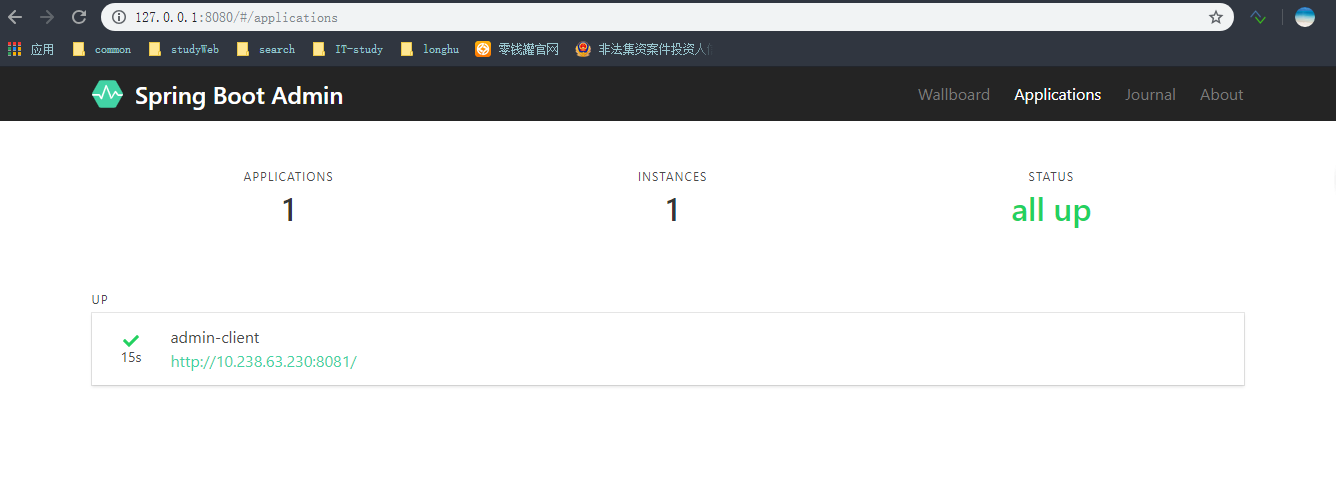 127.0.0.1:8080/#/applications
应用 common studyWeb search IT-study longhu 零钱罐官网 非法集资案件投资人
Spring Boot Admin Wallboard Applications Journal About
APPLICATIONS INSTANCES STATUS
1 1 all up
UP
admin-client
15s
http://10.238.63.230:8081/